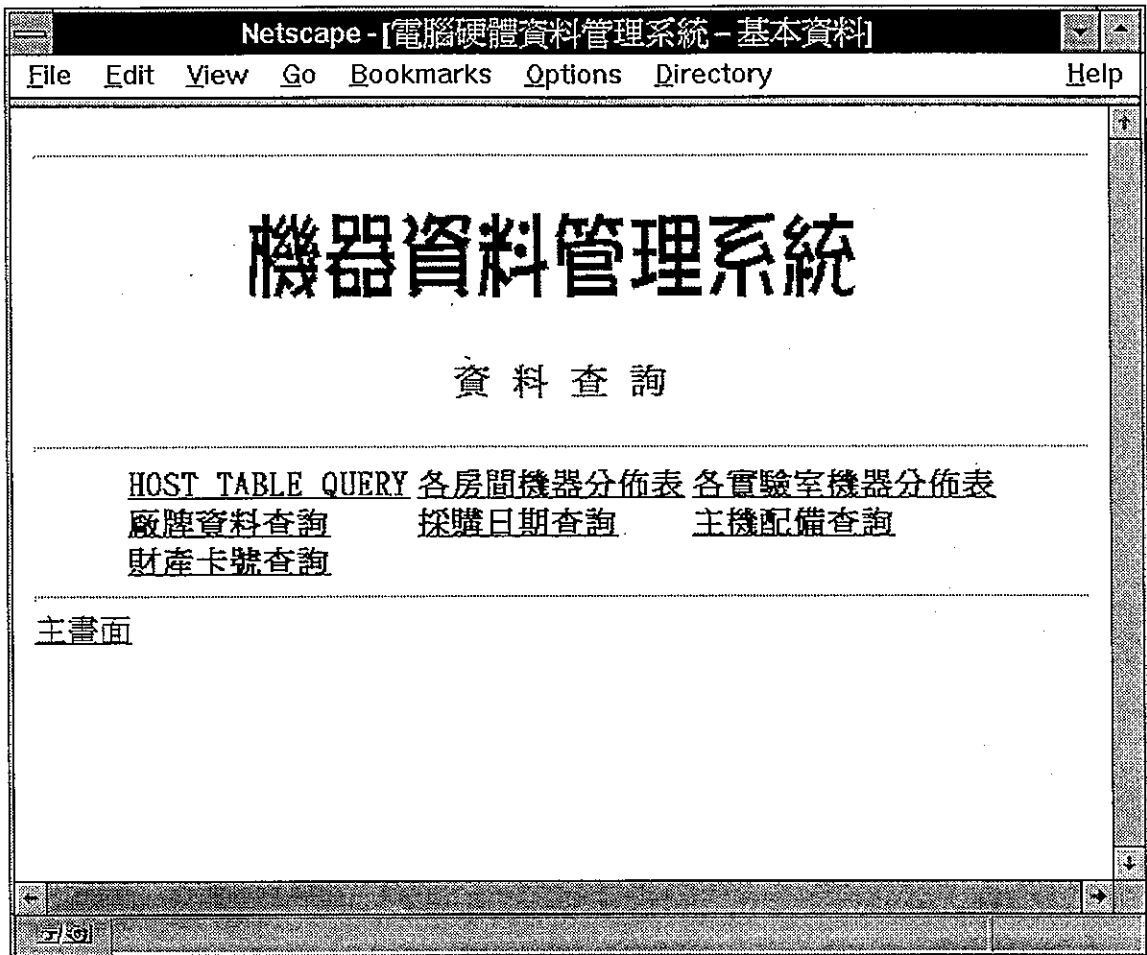 Netscape - [電腦硬體資料管理系統 – 基本資料]
File Edit View Go Bookmarks Options Directory Help
機器資料管理系統
資 料 查 詢
HOST TABLE QUERY 各房間機器分佈表 各實驗室機器分佈表
廠牌資料查詢 採購日期查詢 主機配備查詢
財產卡號查詢
主畫面